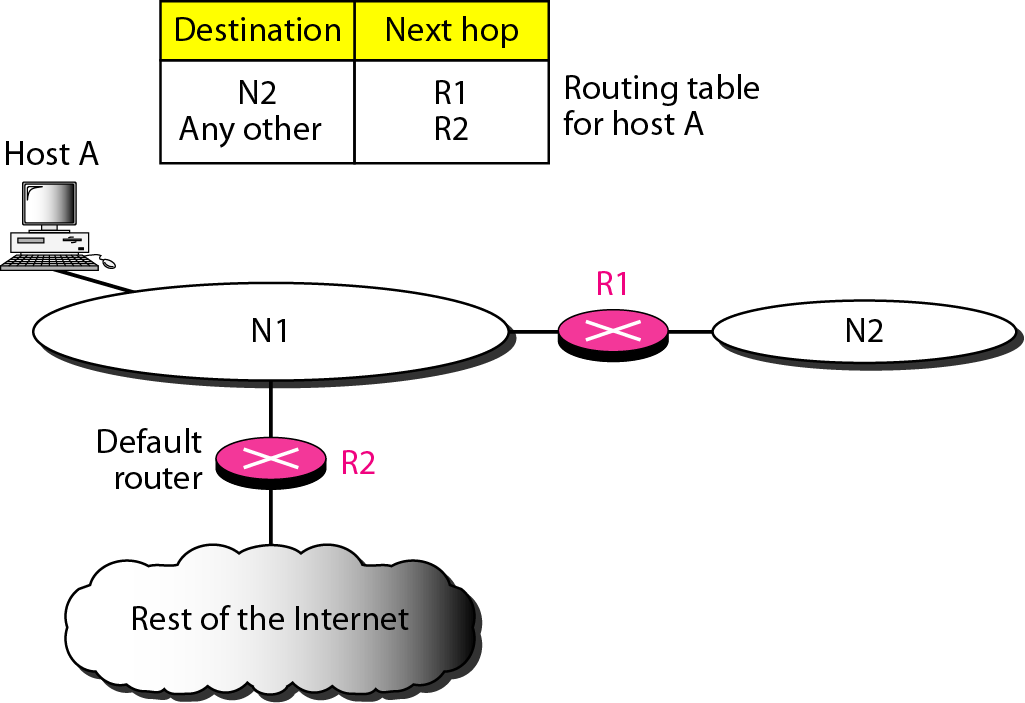 Destination Next hop
N2 R1
Any other R2
Routing table
for host A
Host A
R1
N1
N2
Default
router
R2
Rest of the Internet